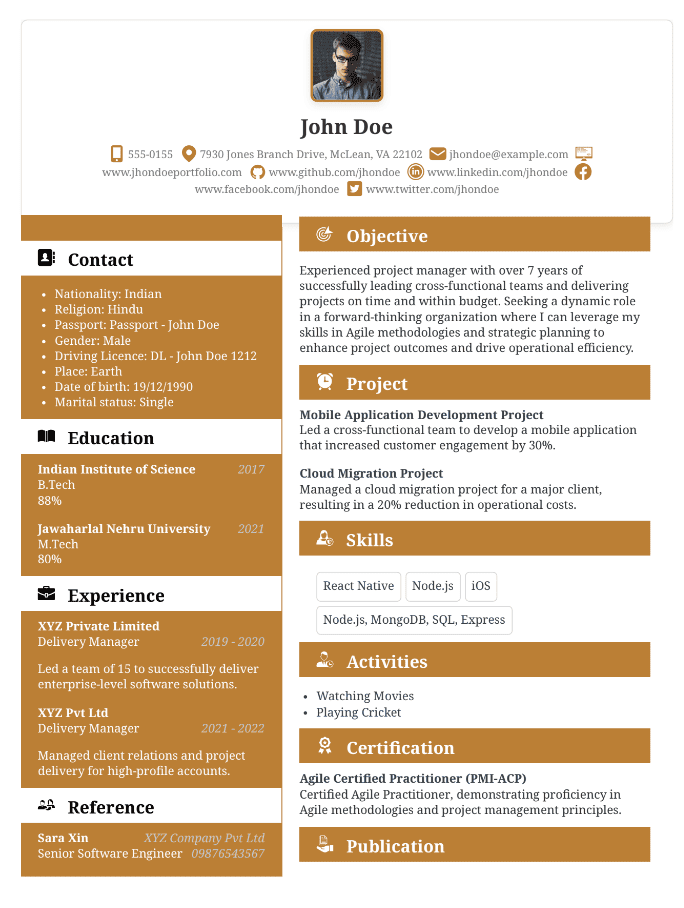 John Doe
555-0155 7930 Jones Branch Drive, McLean, VA 22102 jhondoe@example.com
www.jhondoeportfolio.com www.github.com/jhondoe www.linkedin.com/jhondoe
www.facebook.com/jhondoe www.twitter.com/jhondoe
Contact
• Nationality: Indian
• Religion: Hindu
• Passport: Passport - John Doe
• Gender: Male
• Driving Licence: DL - John Doe 1212
• Place: Earth
• Date of birth: 19/12/1990
• Marital status: Single
Education
Indian Institute of Science 2017
B.Tech
88%
Jawaharlal Nehru University 2021
M.Tech
80%
Experience
XYZ Private Limited
Delivery Manager 2019 - 2020
Led a team of 15 to successfully deliver
enterprise-level software solutions.
XYZ Pvt Ltd
Delivery Manager 2021 - 2022
Managed client relations and project
delivery for high-profile accounts.
Reference
Sara Xin XYZ Company Pvt Ltd
Senior Software Engineer 09876543567
Objective
Experienced project manager with over 7 years of
successfully leading cross-functional teams and delivering
projects on time and within budget. Seeking a dynamic role
in a forward-thinking organization where I can leverage my
skills in Agile methodologies and strategic planning to
enhance project outcomes and drive operational efficiency.
Project
Mobile Application Development Project
Led a cross-functional team to develop a mobile application
that increased customer engagement by 30%.
Cloud Migration Project
Managed a cloud migration project for a major client,
resulting in a 20% reduction in operational costs.
Skills
React Native Node.js iOS
Node.js, MongoDB, SQL, Express
Activities
• Watching Movies
• Playing Cricket
Certification
Agile Certified Practitioner (PMI-ACP)
Certified Agile Practitioner, demonstrating proficiency in
Agile methodologies and project management principles.
Publication